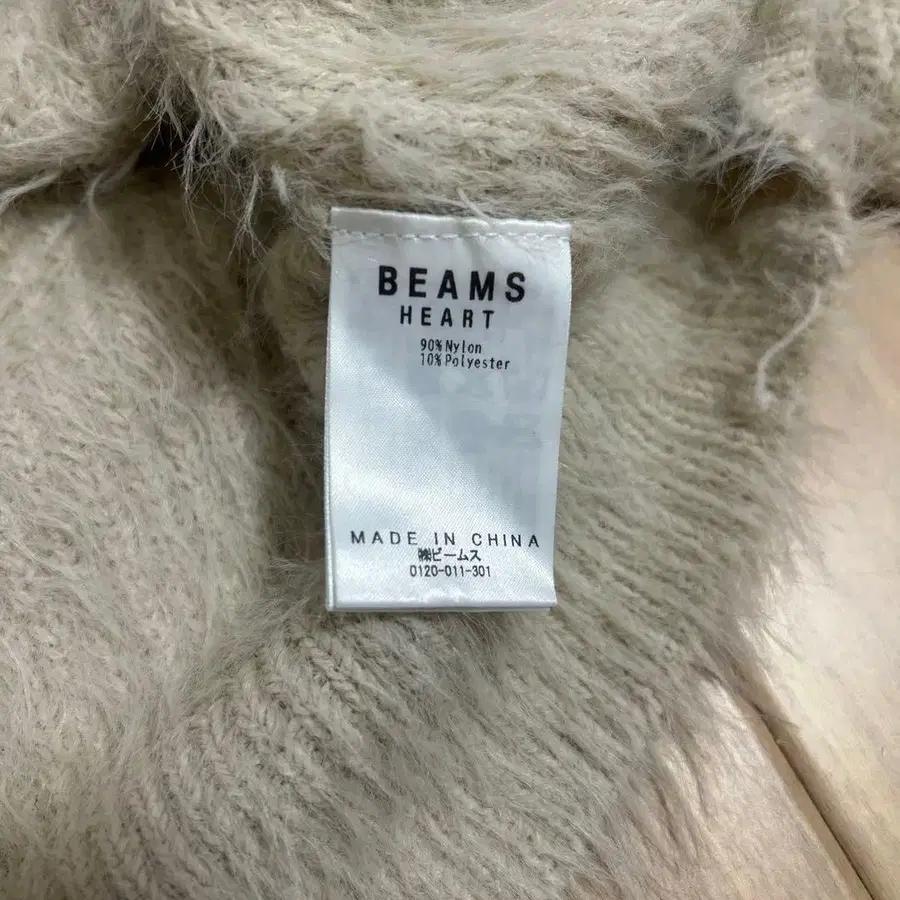 BEAMS
HEART
90%Nylon
10%Polyester
MADE IN CHINA
㈱ビームス
0120-011-301